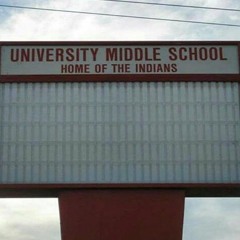 UNIVERSITY MIDDLE SCHOOL
HOME OF THE INDIANS